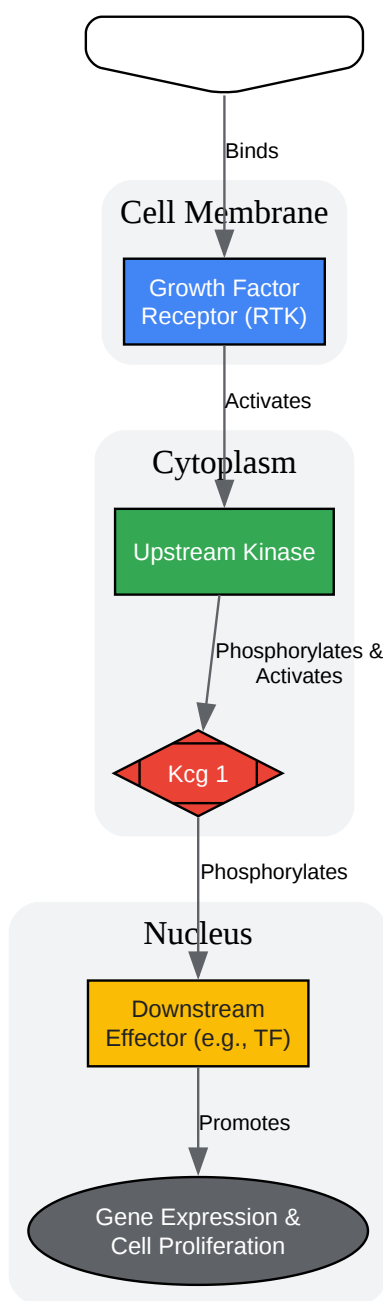 Binds
Cell Membrane
Growth Factor
Receptor (RTK)
Activates
Cytoplasm
Upstream Kinase
Phosphorylates &
Activates
Kcg 1
Phosphorylates
Nucleus
Downstream
Effector (e.g., TF)
Promotes
Gene Expression &
Cell Proliferation